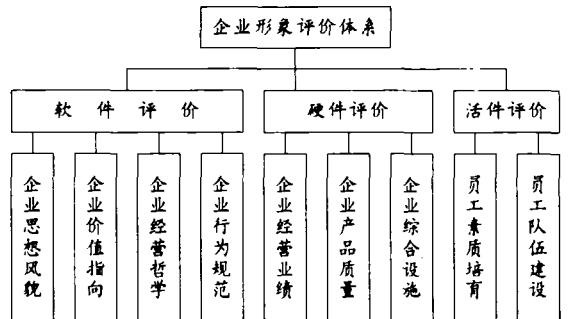 企业形象评价体系
软件评价
硬件评价
活件评价
企业思想风貌
企业价值指向
企业经营哲学
企业行为规范
企业经营业绩
企业产品质量
企业综合设施
员工素质培育
员工队伍建设